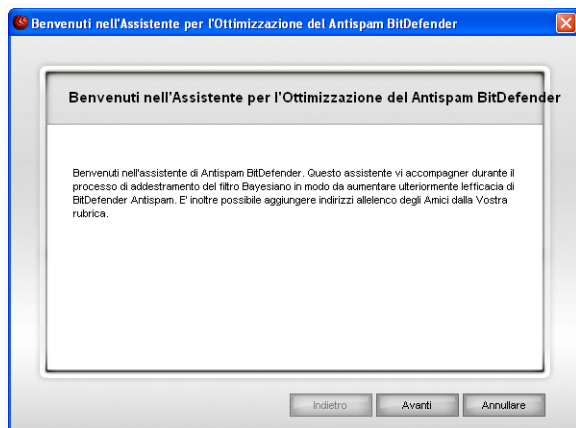 Benvenuti nell'Assistente per l'Ottimizzazione del Antispam BitDefender
Benvenuti nell'Assistente per l'Ottimizzazione del Antispam BitDefender
Benvenuti nell'assistente di Antispam BitDefender. Questo assistente vi accompagner durante il
processo di addestramento del filtro Bayesiano in modo da aumentare ulteriormente lefficacia di
BitDefender Antispam. E' inoltre possibile aggiungere indirizzi allelenco degli Amici dalla Vostra
rubrica.
Indietro
Avanti
Annullare